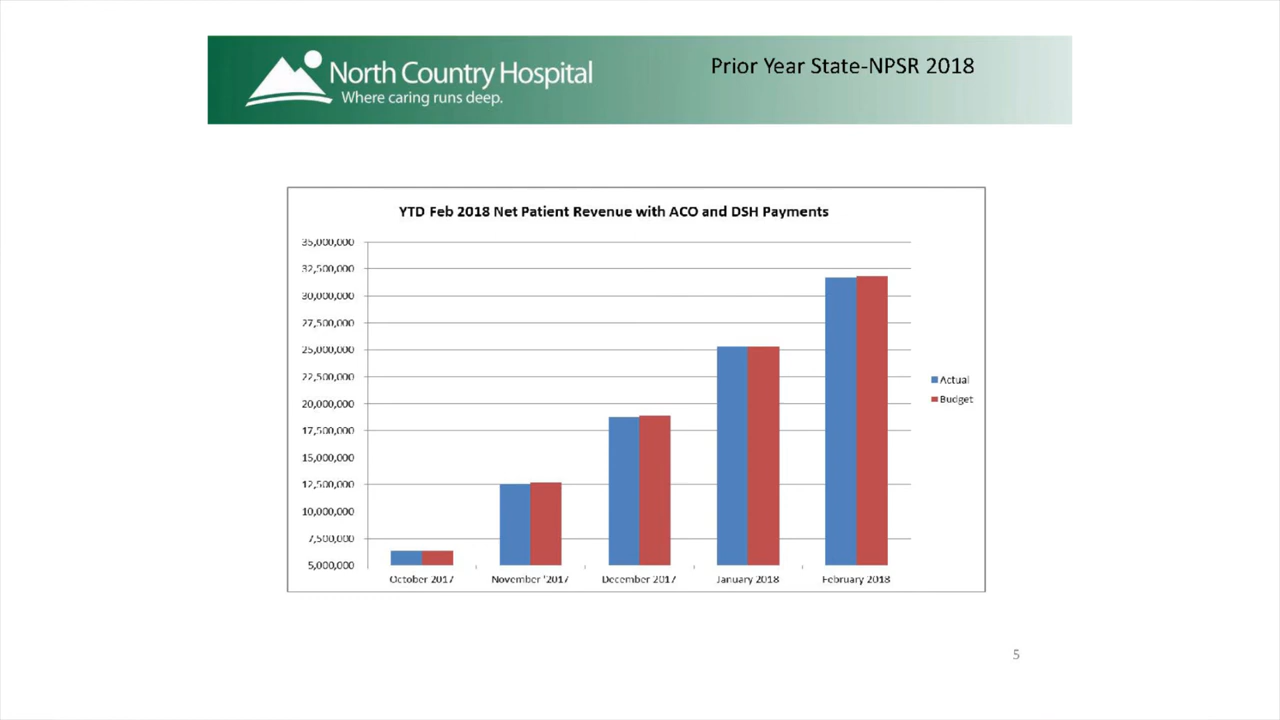 North Country Hospital
Where caring runs deep.
Prior Year State-NPSR 2018
YTD Feb 2018 Net Patient Revenue with ACO and DSH Payments
35,000,000
32,500,000
30,000,000
27,500,000
25,000,000
22,500,000
20,000,000
17,500,000
15,000,000
12,500,000
10,000,000
7,500,000
5,000,000
October 2017 November '2017 December 2017 January 2018 February 2018
Actual
Budget
5